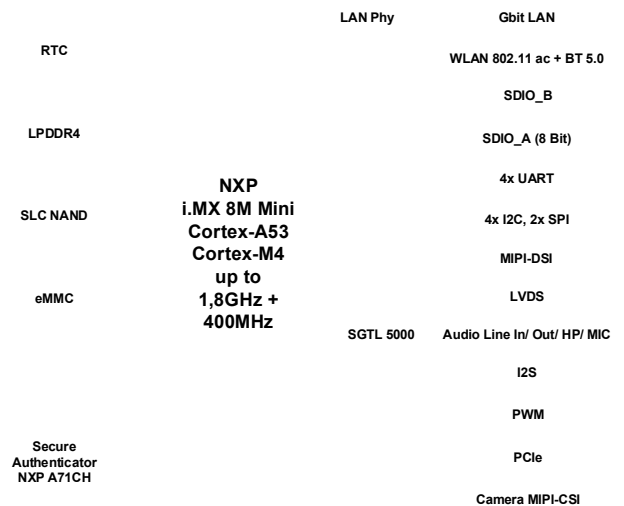 LAN Phy
Gbit LAN
RTC
WLAN 802.11 ac + BT 5.0
SDIO_B
LPDDR4
SDIO_A (8 Bit)
NXP
i.MX 8M Mini
Cortex-A53
Cortex-M4
up to
1,8GHz +
400MHz
4x UART
SLC NAND
4x I2C, 2x SPI
MIPI-DSI
eMMC
LVDS
SGTL 5000
Audio Line In/ Out/ HP/ MIC
I2S
PWM
Secure
Authenticator
NXP A71CH
PCIe
Camera MIPI-CSI